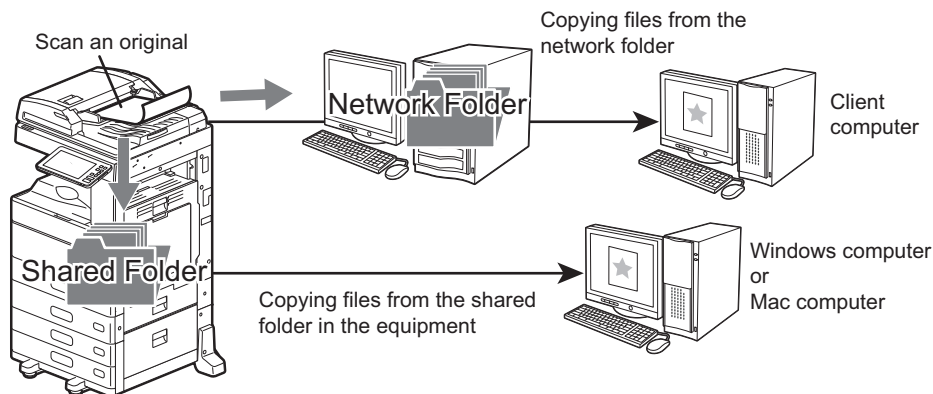 Scan an original
Copying files from the
network folder
Network Folder
Client
computer
Shared Folder
Copying files from the shared
folder in the equipment
Windows computer
or
Mac computer